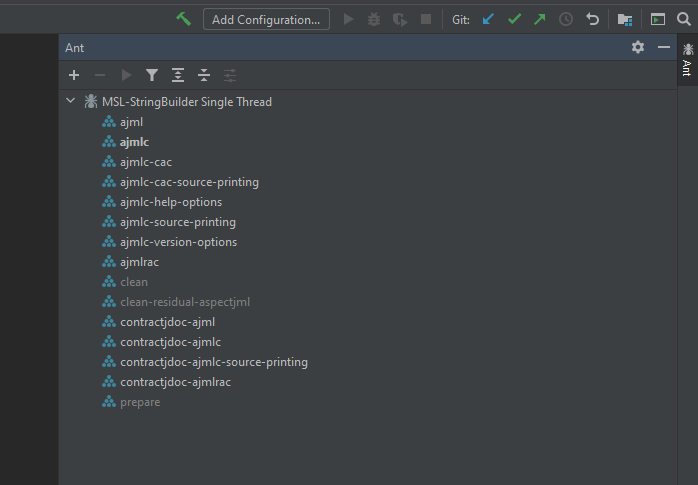 Add Configuration... Git:
Ant
MSL-StringBuilder Single Thread
ajml
ajmlc
ajmlc-cac
ajmlc-cac-source-printing
ajmlc-help-options
ajmlc-source-printing
ajmlc-version-options
ajmlrac
clean
clean-residual-aspectjml
contractjdoc-ajml
contractjdoc-ajmlc
contractjdoc-ajmlc-source-printing
contractjdoc-ajmlrac
prepare
Ant